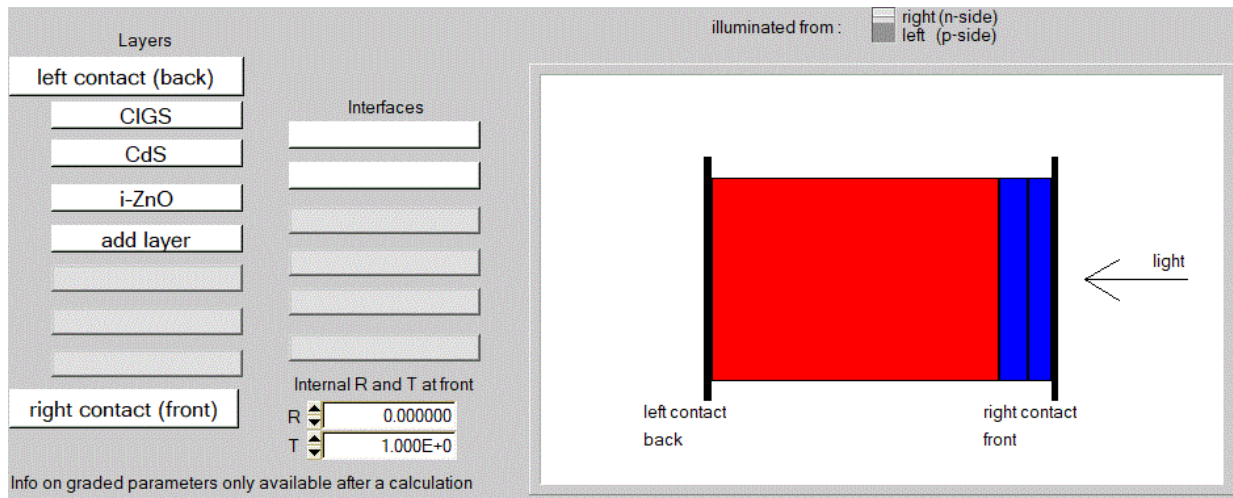 Layers
left contact (back)
CIGS
CdS
i-ZnO
add layer
right contact (front)
Interfaces
Internal R and T at front
R 0.000000
T 1.000E+0
Info on graded parameters only available after a calculation
illuminated from :
right (n-side)
left (p-side)
light
left contact
back
right contact
front